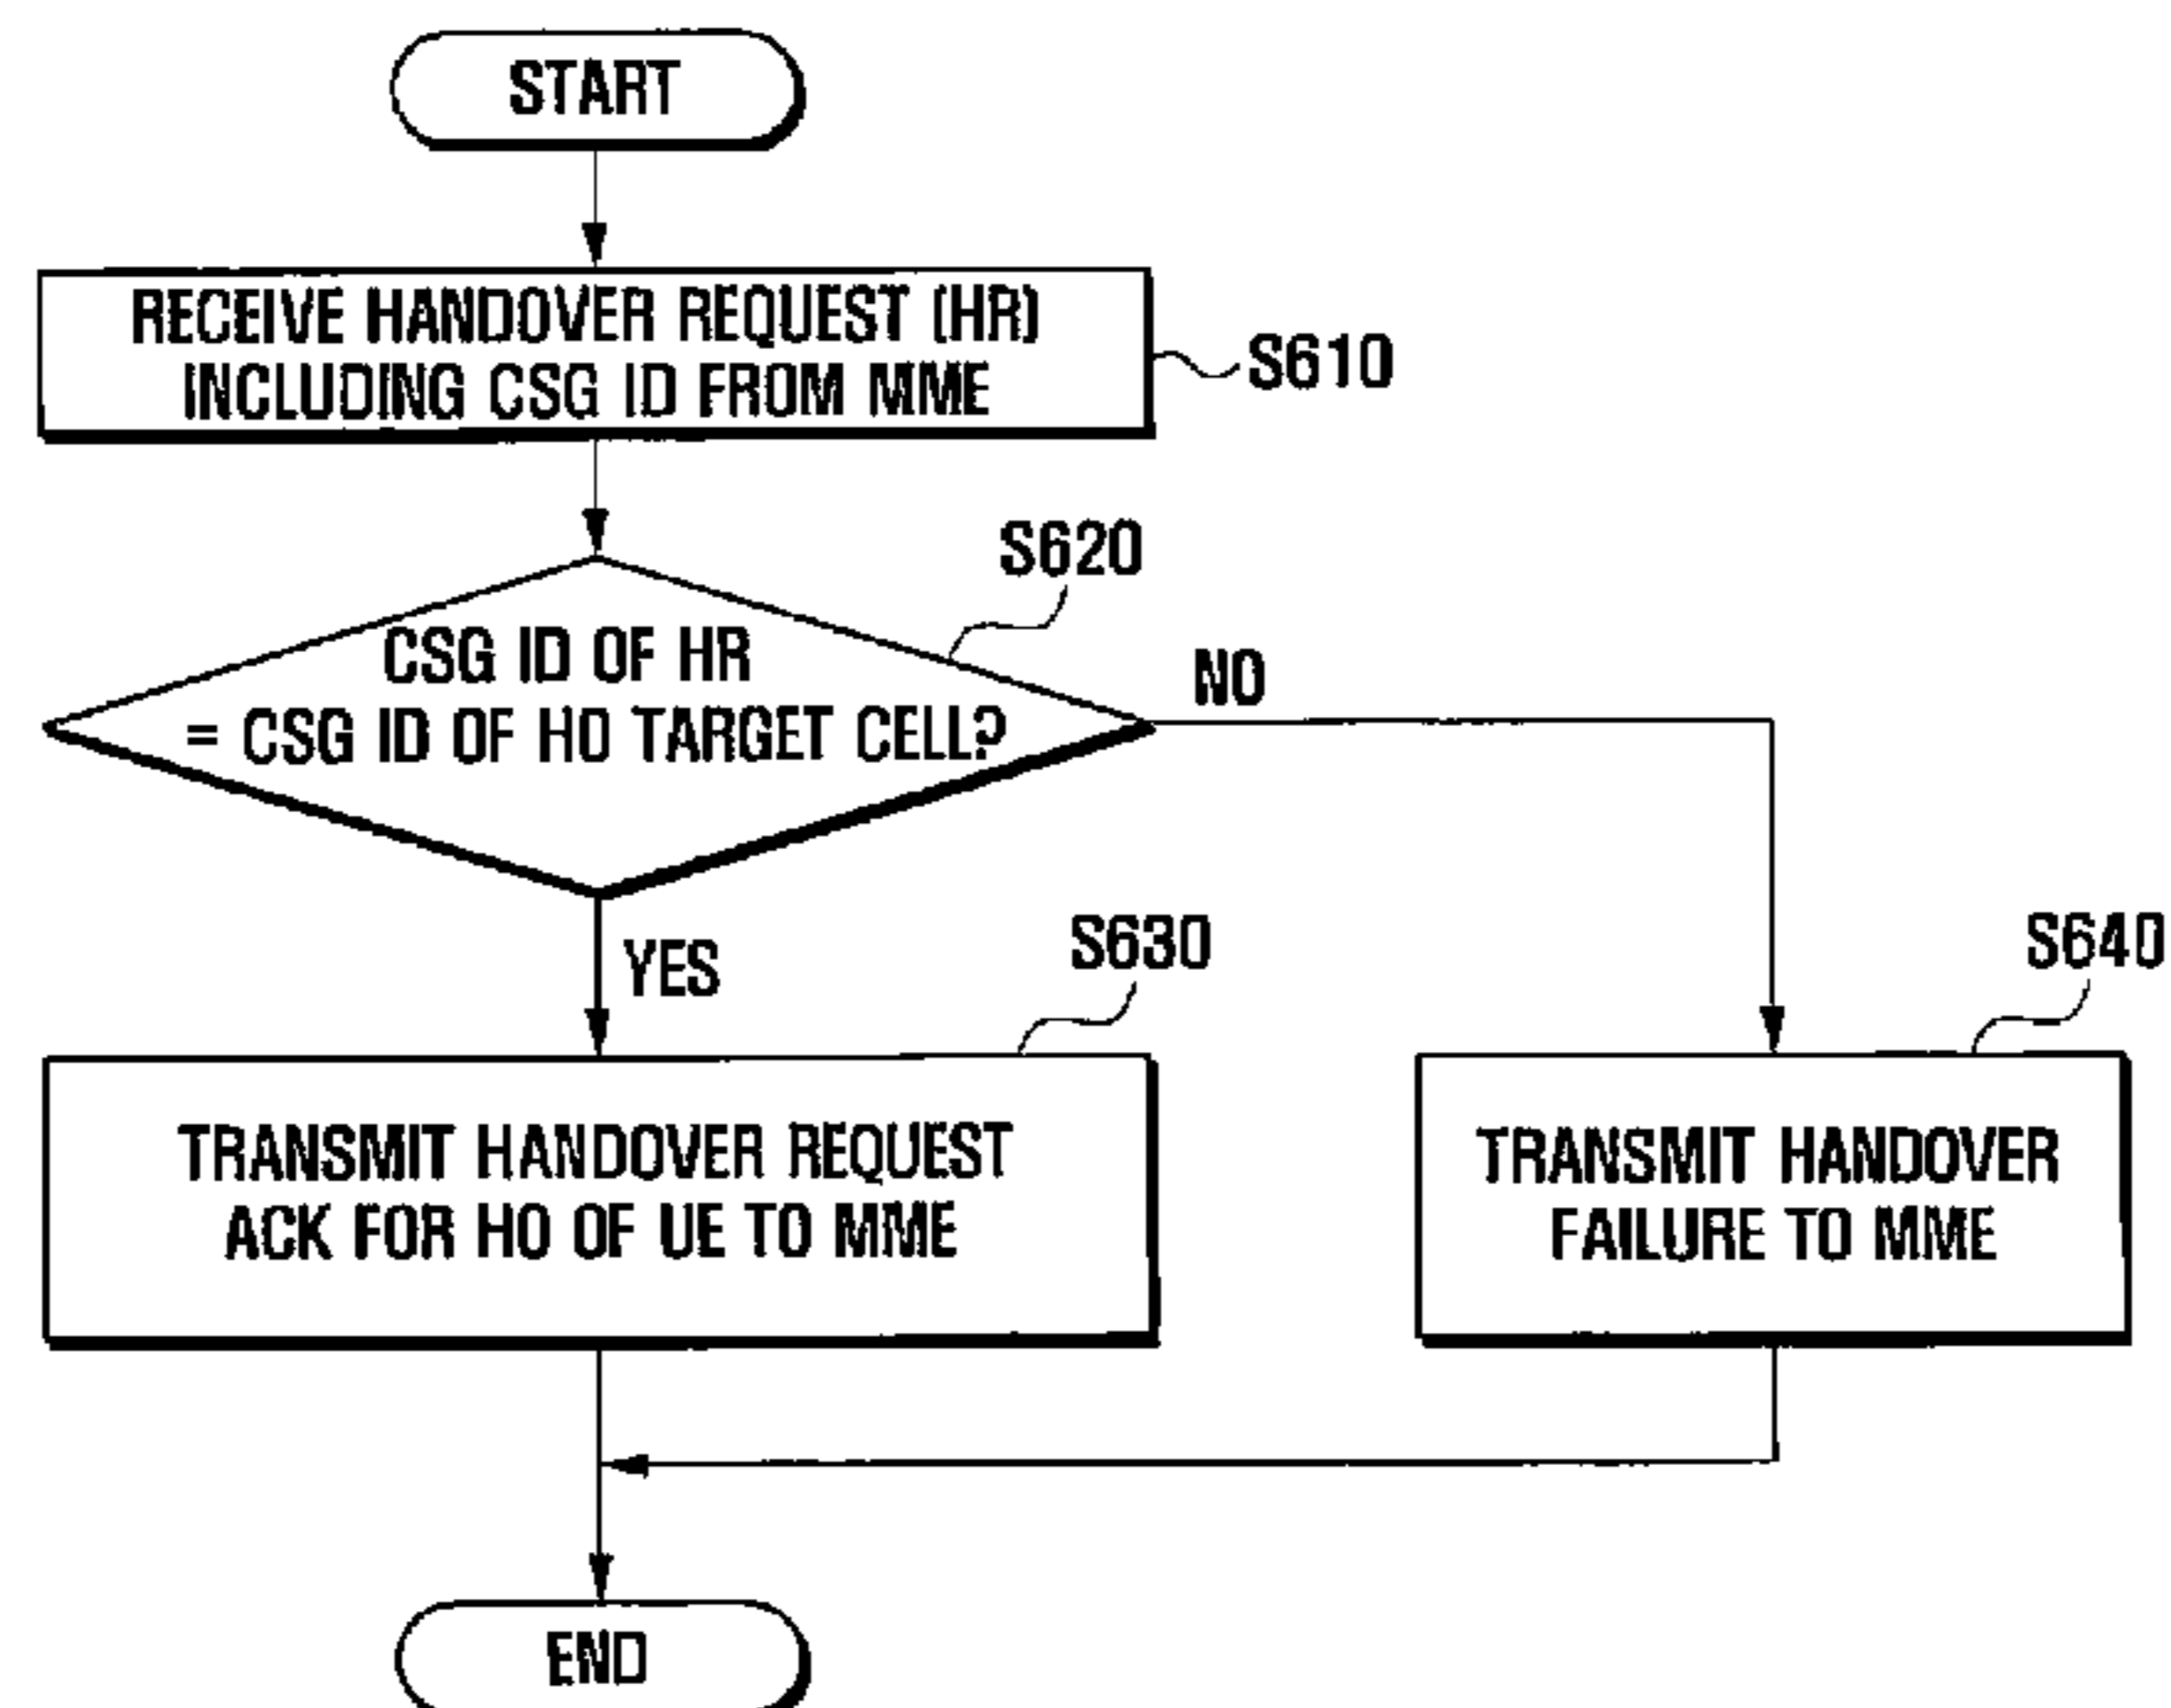 START
RECEIVE HANDOVER REQUEST (HR)
INCLUDING CSG ID FROM MME
S610
S620
CSG ID OF HR
= CSG ID OF HO TARGET CELL?
NO
YES
S630
S640
TRANSMIT HANDOVER REQUEST
ACK FOR HO OF UE TO MME
TRANSMIT HANDOVER
FAILURE TO MME
END